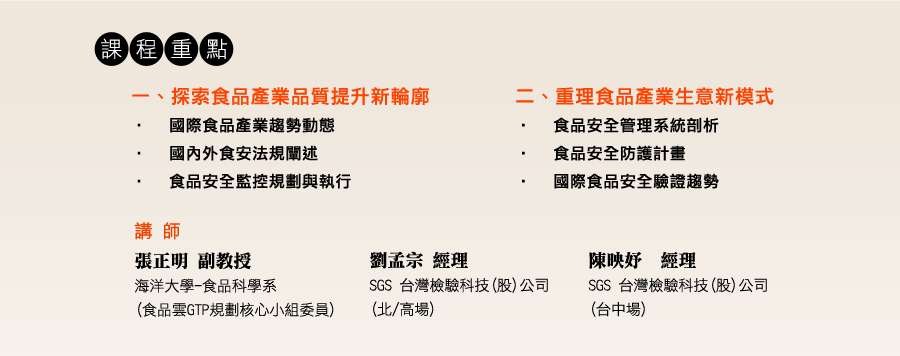 課程重點
一、探索食品產業品質提升新輪廓
· 國際食品產業趨勢動態
· 國內外食安法規闡述
· 食品安全監控規劃與執行
二、重理食品產業生意新模式
· 食品安全管理系統剖析
· 食品安全防護計畫
· 國際食品安全驗證趨勢
講 師
張正明 副教授
海洋大學-食品科學系
(食品雲GTP規劃核心小組委員)
劉孟宗 經理
SGS 台灣檢驗科技(股)公司
(北/高場)
陳映妤 經理
SGS 台灣檢驗科技(股)公司
(台中場)